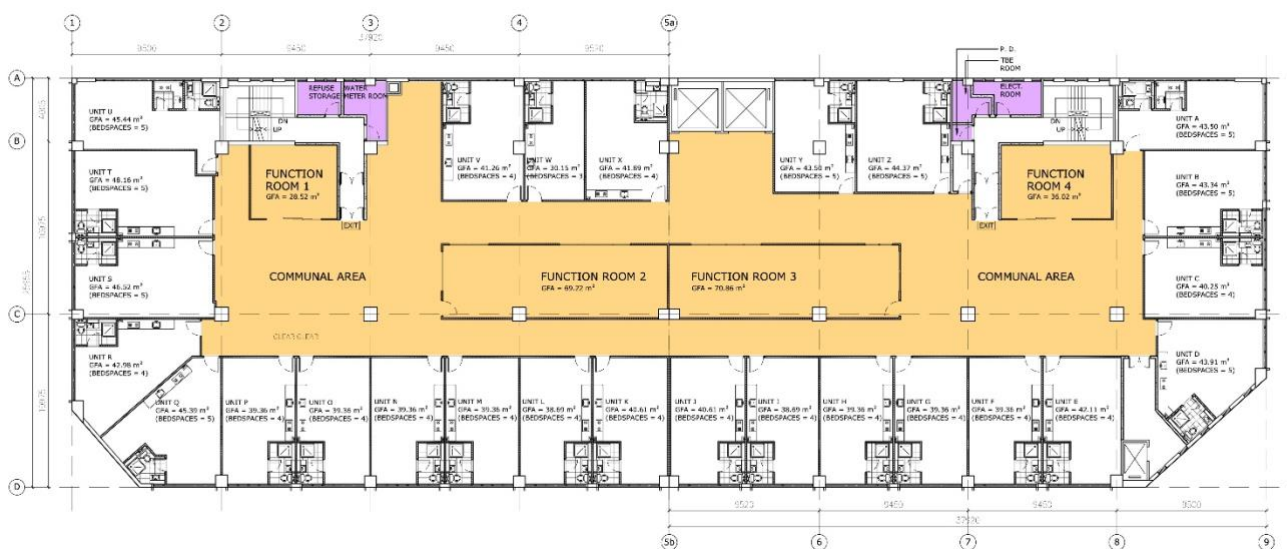 1
2
3
4
5a
9500
9450
37920
9450
9520
A
B
C
D
REFUSE
STORAGE
WATER
METER ROOM
P. D.
TBE
ROOM
ELECT.
ROOM
UNIT U
GFA = 45.44 m²
(BEDSPACES = 5)
DN
UP
UNIT T
GFA = 48.16 m²
(BEDSPACES = 5)
FUNCTION
ROOM 1
GFA = 28.52 m²
EXIT
UNIT V
GFA = 41.26 m²
(BEDSPACES = 4)
UNIT W
GFA = 30.15 m²
(BEDSPACES = 3
UNIT X
GFA = 41.89 m²
(BEDSPACES = 4)
UNIT Y
GFA = 43.50 m²
(BEDSPACES = 5)
UNIT Z
GFA = 44.37 m²
(BEDSPACES = 5)
DN
UP
FUNCTION
ROOM 4
GFA = 36.02 m²
EXIT
UNIT A
GFA = 43.50 m²
(BEDSPACES = 5)
UNIT B
GFA = 43.34 m²
(BEDSPACES = 5)
UNIT S
GFA = 46.52 m²
(BEDSPACES = 5)
COMMUNAL AREA
FUNCTION ROOM 2
GFA = 69.22 m²
FUNCTION ROOM 3
GFA = 70.86 m²
COMMUNAL AREA
UNIT C
GFA = 40.25 m²
(BEDSPACES = 4)
UNIT R
GFA = 42.98 m²
(BEDSPACES = 4)
UNIT D
GFA = 43.91 m²
(BEDSPACES = 5)
UNIT Q
GFA = 45.39 m²
(BEDSPACES = 5)
UNIT P
GFA = 39.36 m²
(BEDSPACES = 4)
UNIT O
GFA = 39.36 m²
(BEDSPACES = 4)
UNIT N
GFA = 39.36 m²
(BEDSPACES = 4)
UNIT M
GFA = 39.36 m²
(BEDSPACES = 4)
UNIT L
GFA = 38.69 m²
(BEDSPACES = 4)
UNIT K
GFA = 40.61 m²
(BEDSPACES = 4)
UNIT J
GFA = 40.61 m²
(BEDSPACES = 4)
UNIT I
GFA = 38.69 m²
(BEDSPACES = 4)
UNIT H
GFA = 39.36 m²
(BEDSPACES = 4)
UNIT G
GFA = 39.36 m²
(BEDSPACES = 4)
UNIT F
GFA = 39.36 m²
(BEDSPACES = 4)
UNIT E
GFA = 42.11 m²
(BEDSPACES = 4)
9520
9450
9450
9500
37920
5b
6
7
8
9